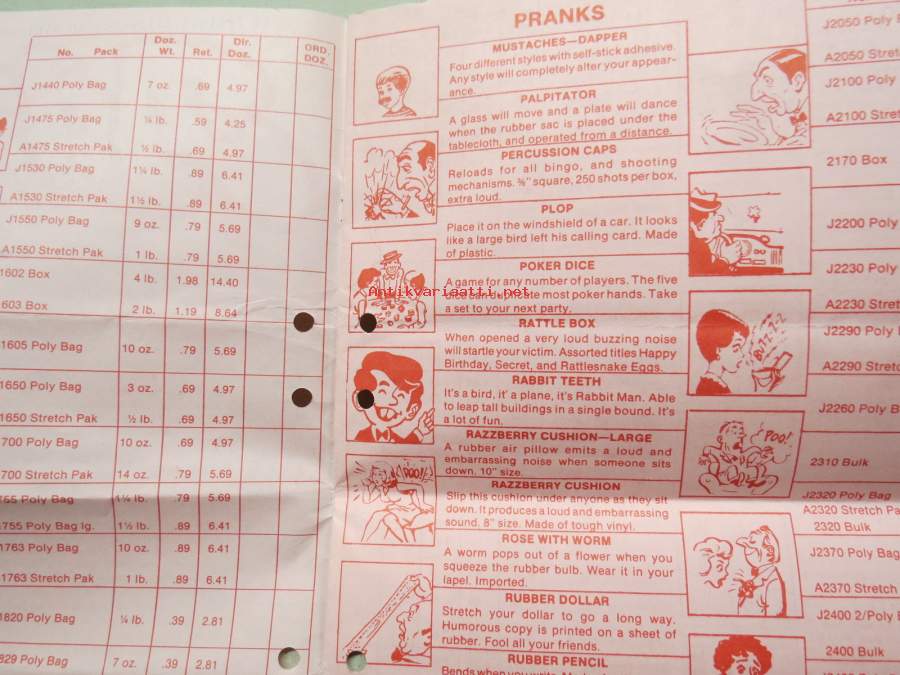 No. Pack Doz. Wt. Ret. Dir. Doz. ORD. DOZ.
J1440 Poly Bag 7 oz. .69 4.97
J1475 Poly Bag ¼ lb. .59 4.25
A1475 Stretch Pak ½ lb. .69 4.97
J1530 Poly Bag 1¼ lb. .89 6.41
A1530 Stretch Pak 1½ lb. .89 6.41
J1550 Poly Bag 9 oz. .79 5.69
A1550 Stretch Pak 1 lb. .79 5.69
1602 Box 4 lb. 1.98 14.40
603 Box 2 lb. 1.19 8.64
1605 Poly Bag 10 oz. .79 5.69
1650 Poly Bag 3 oz. .69 4.97
1650 Stretch Pak ½ lb. .69 4.97
700 Poly Bag 10 oz. .69 4.97
700 Stretch Pak 14 oz. .79 5.69
755 Poly Bag 1¼ lb. .79 5.69
1755 Poly Bag lg. 1½ lb. .89 6.41
1763 Poly Bag 10 oz. .89 6.41
1763 Stretch Pak 1 lb. .89 6.41
1820 Poly Bag ¼ lb. .39 2.81
829 Poly Bag 7 oz. .39 2.81
PRANKS
MUSTACHES—DAPPER
Four different styles with self-stick adhesive.
Any style will completely alter your appear-
ance.
PALPITATOR
A glass will move and a plate will dance
when the rubber sac is placed under the
tablecloth, and operated from a distance.
PERCUSSION CAPS
Reloads for all bingo, and shooting
mechanisms. ⅜" square, 250 shots per box,
extra loud.
PLOP
Place it on the windshield of a car. It looks
like a large bird left his calling card. Made
of plastic.
POKER DICE
A game for any number of players. The five
dice can duplicate most poker hands. Take
a set to your next party.
Antikvariaatti.net
RATTLE BOX
When opened a very loud buzzing noise
will startle your victim. Assorted titles Happy
Birthday, Secret, and Rattlesnake Eggs.
RABBIT TEETH
It's a bird, it' a plane, it's Rabbit Man. Able
to leap tall buildings in a single bound. It's
a lot of fun.
RAZZBERRY CUSHION—LARGE
A rubber air pillow emits a loud and
embarrassing noise when someone sits
down. 10" size.
RAZZBERRY CUSHION
Slip this cushion under anyone as they sit
down. It produces a loud and embarrassing
sound. 8" size. Made of tough vinyl.
POO!
ROSE WITH WORM
A worm pops out of a flower when you
squeeze the rubber bulb. Wear it in your
lapel. Imported.
RUBBER DOLLAR
Stretch your dollar to go a long way.
Humorous copy is printed on a sheet of
rubber. Fool all your friends.
RUBBER PENCIL
BUZ-Z-Z-Z
POO!
J2050 Poly B
A2050 Stretc
J2100 Poly
A2100 Stret
2170 Box
J2200 Poly
J2230 Poly
A2230 Stret
J2290 Poly B
A2290 Stret
J2260 Poly B
2310 Bulk
J2320 Poly Bag
A2320 Stretch Pa
2320 Bulk
J2370 Poly Bag
A2370 Stretch
J2400 2/Poly B
2400 Bulk